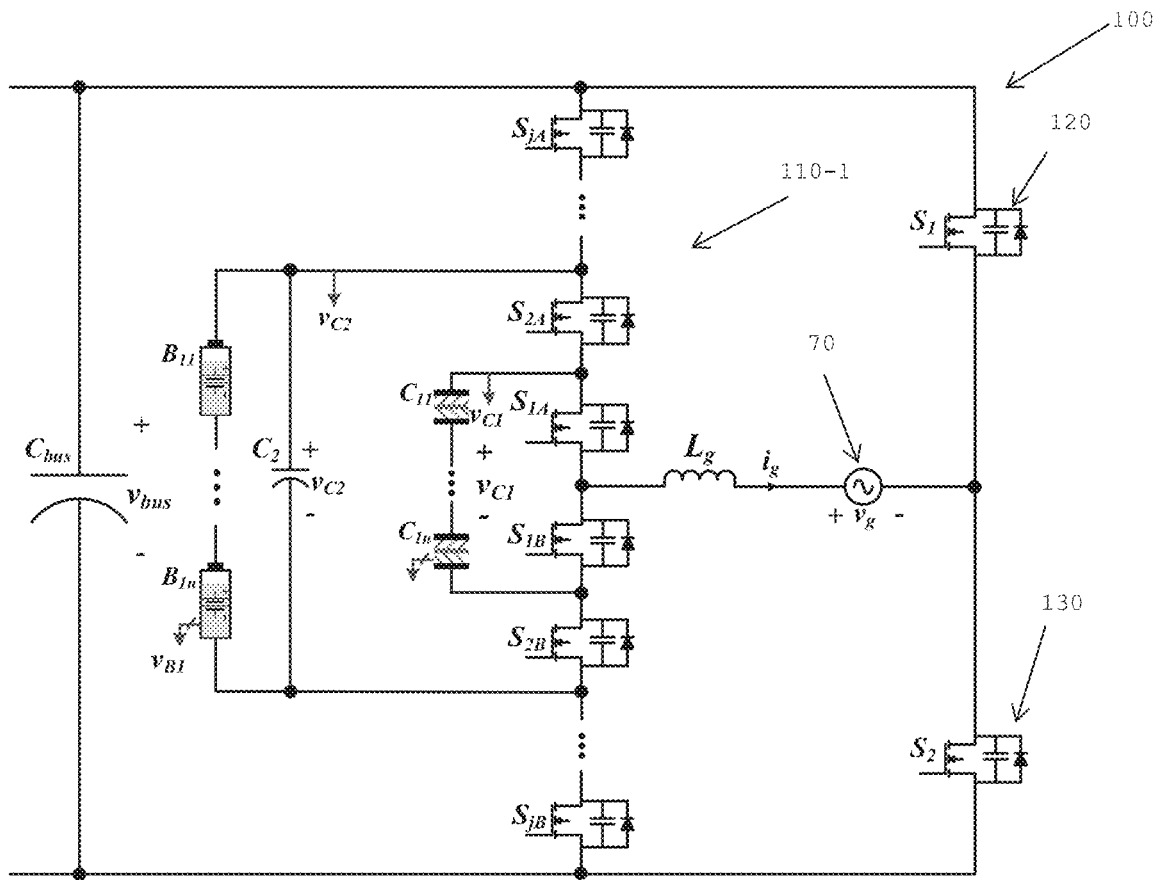 100
S_jA
120
110-1
S_1
v_C2
S_2A
70
B_11
C_11
v_C1
S_1A
+
C_bus
v_bus
-
C_2
+
v_C2
-
+
v_C1
-
L_g
i_g
+ v_g -
C_1n
S_1B
B_1n
v_B1
S_2B
130
S_2
S_jB